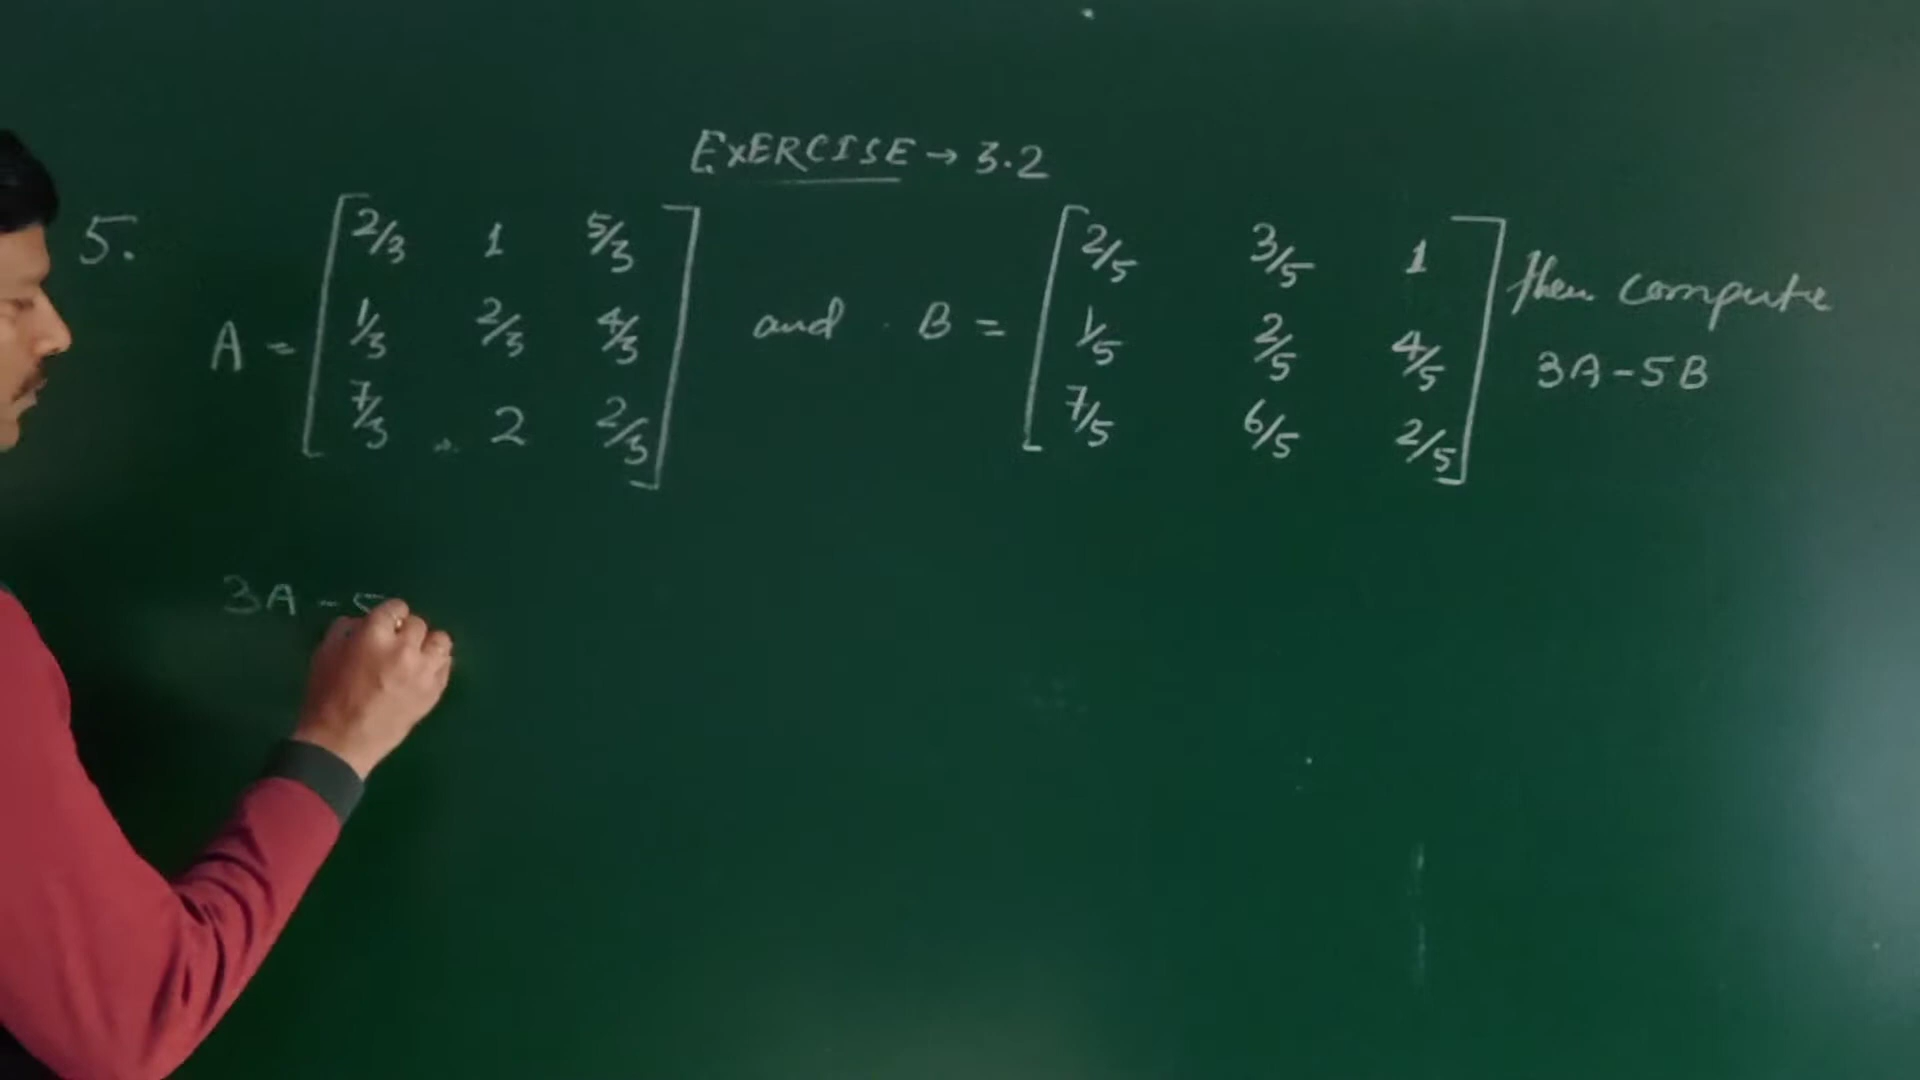 EXERCISE → 3.2
5. A = [2/3 1 5/3
1/3 2/3 4/3
7/3 2 2/3] and B = [2/5 3/5 1
1/5 2/5 4/5
7/5 6/5 2/5] then compute
3A - 5B
3A - 5